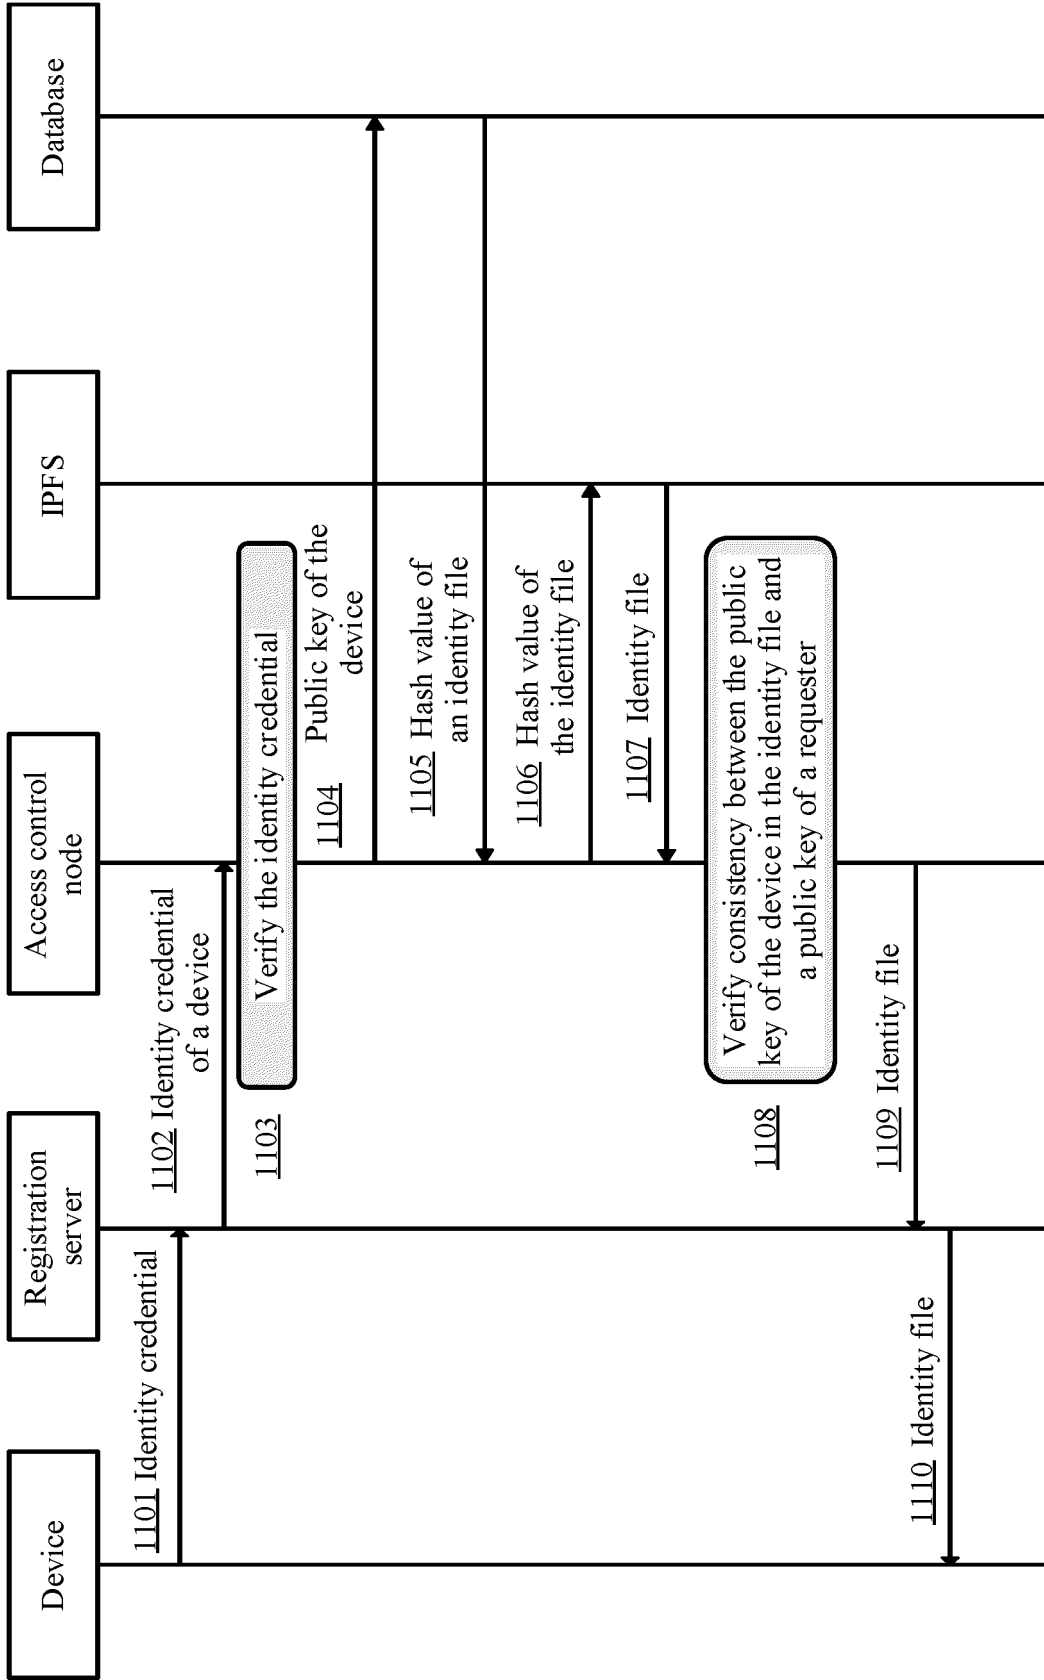 Device
Registration
server
Access control
node
IPFS
Database
1101 Identity credential
1102 Identity credential
of a device
1103
Verify the identity credential
1104
Public key of the
device
1105 Hash value of
an identity file
1106 Hash value of
the identity file
1107 Identity file
1108
Verify consistency between the public
key of the device in the identity file and
a public key of a requester
1109 Identity file
1110 Identity file